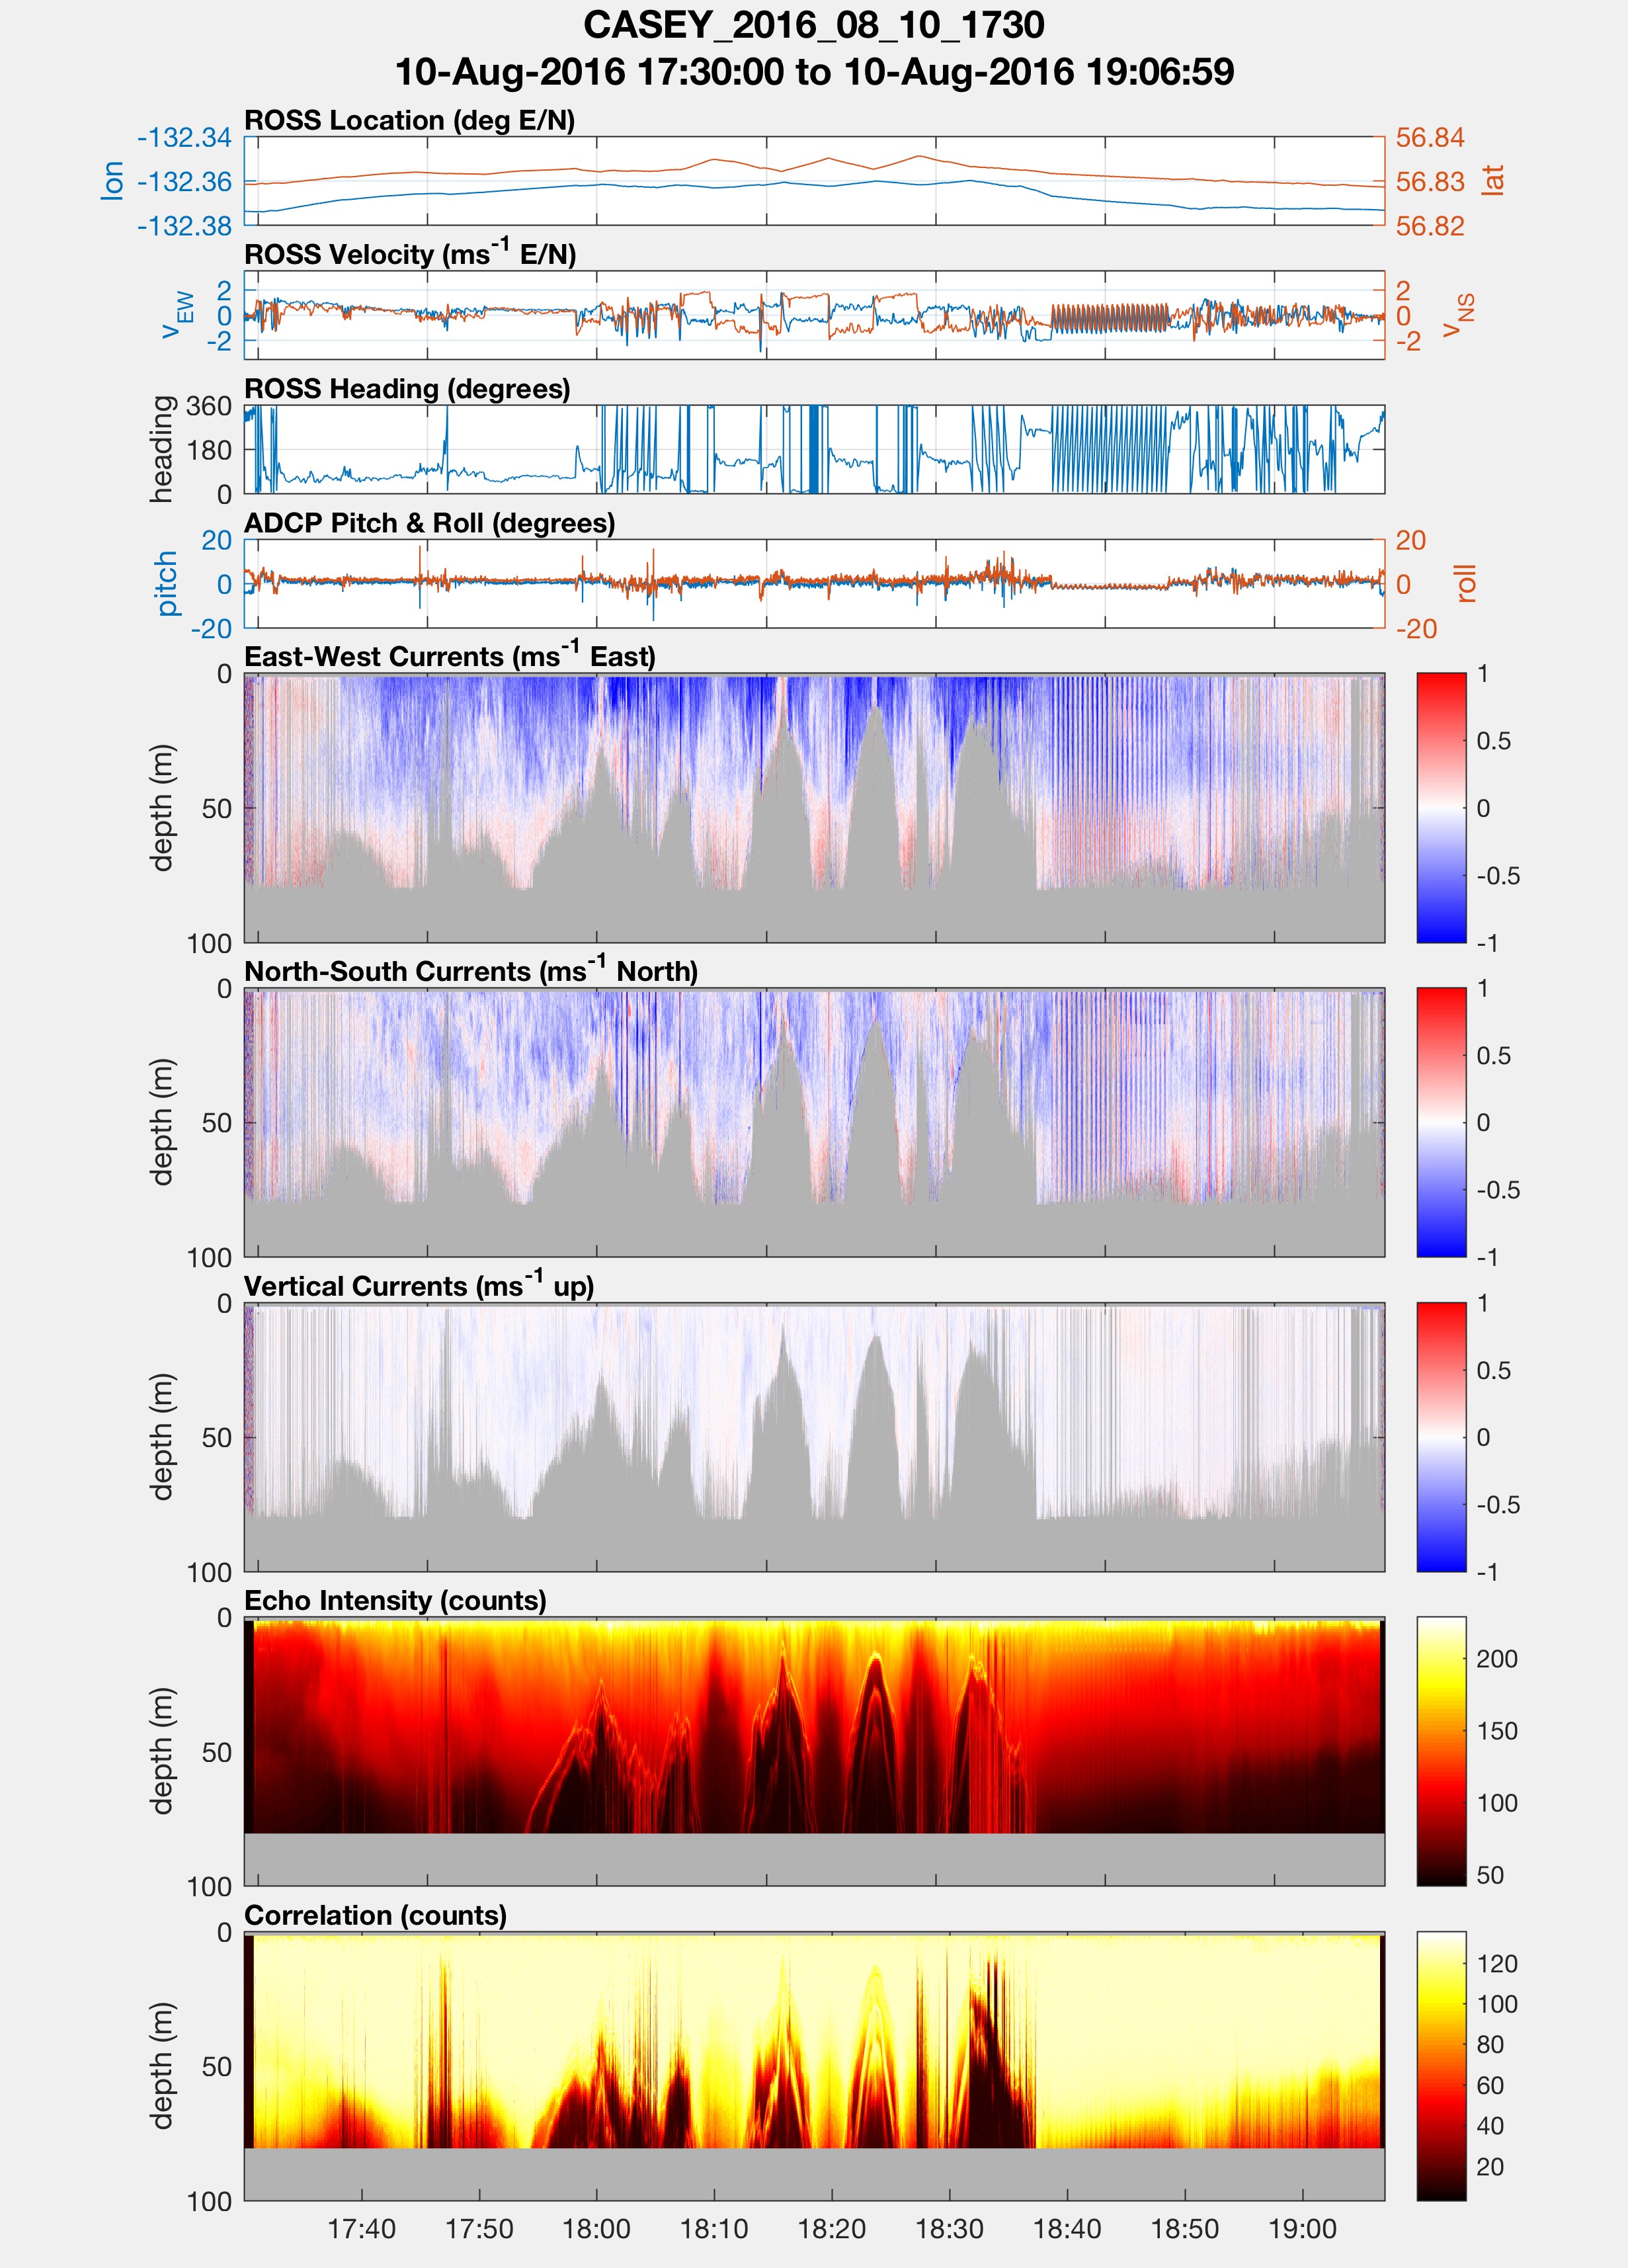 CASEY_2016_08_10_1730
10-Aug-2016 17:30:00 to 10-Aug-2016 19:06:59
ROSS Location (deg E/N)
-132.34 56.84
lon -132.36 56.83 lat
-132.38 56.82
ROSS Velocity (ms-1 E/N)
2 2
vEW 0 0 vNS
-2 -2
ROSS Heading (degrees)
360
heading 180
0
ADCP Pitch & Roll (degrees)
20 20
pitch 0 0 roll
-20 -20
East-West Currents (ms-1 East)
0 1
0.5
depth (m) 50 0
-0.5
100 -1
North-South Currents (ms-1 North)
0 1
0.5
depth (m) 50 0
-0.5
100 -1
Vertical Currents (ms-1 up)
0 1
0.5
depth (m) 50 0
-0.5
100 -1
Echo Intensity (counts)
0
200
depth (m) 50 150
100
100 50
Correlation (counts)
0
120
100
depth (m) 50 80
60
40
20
100
17:40 17:50 18:00 18:10 18:20 18:30 18:40 18:50 19:00